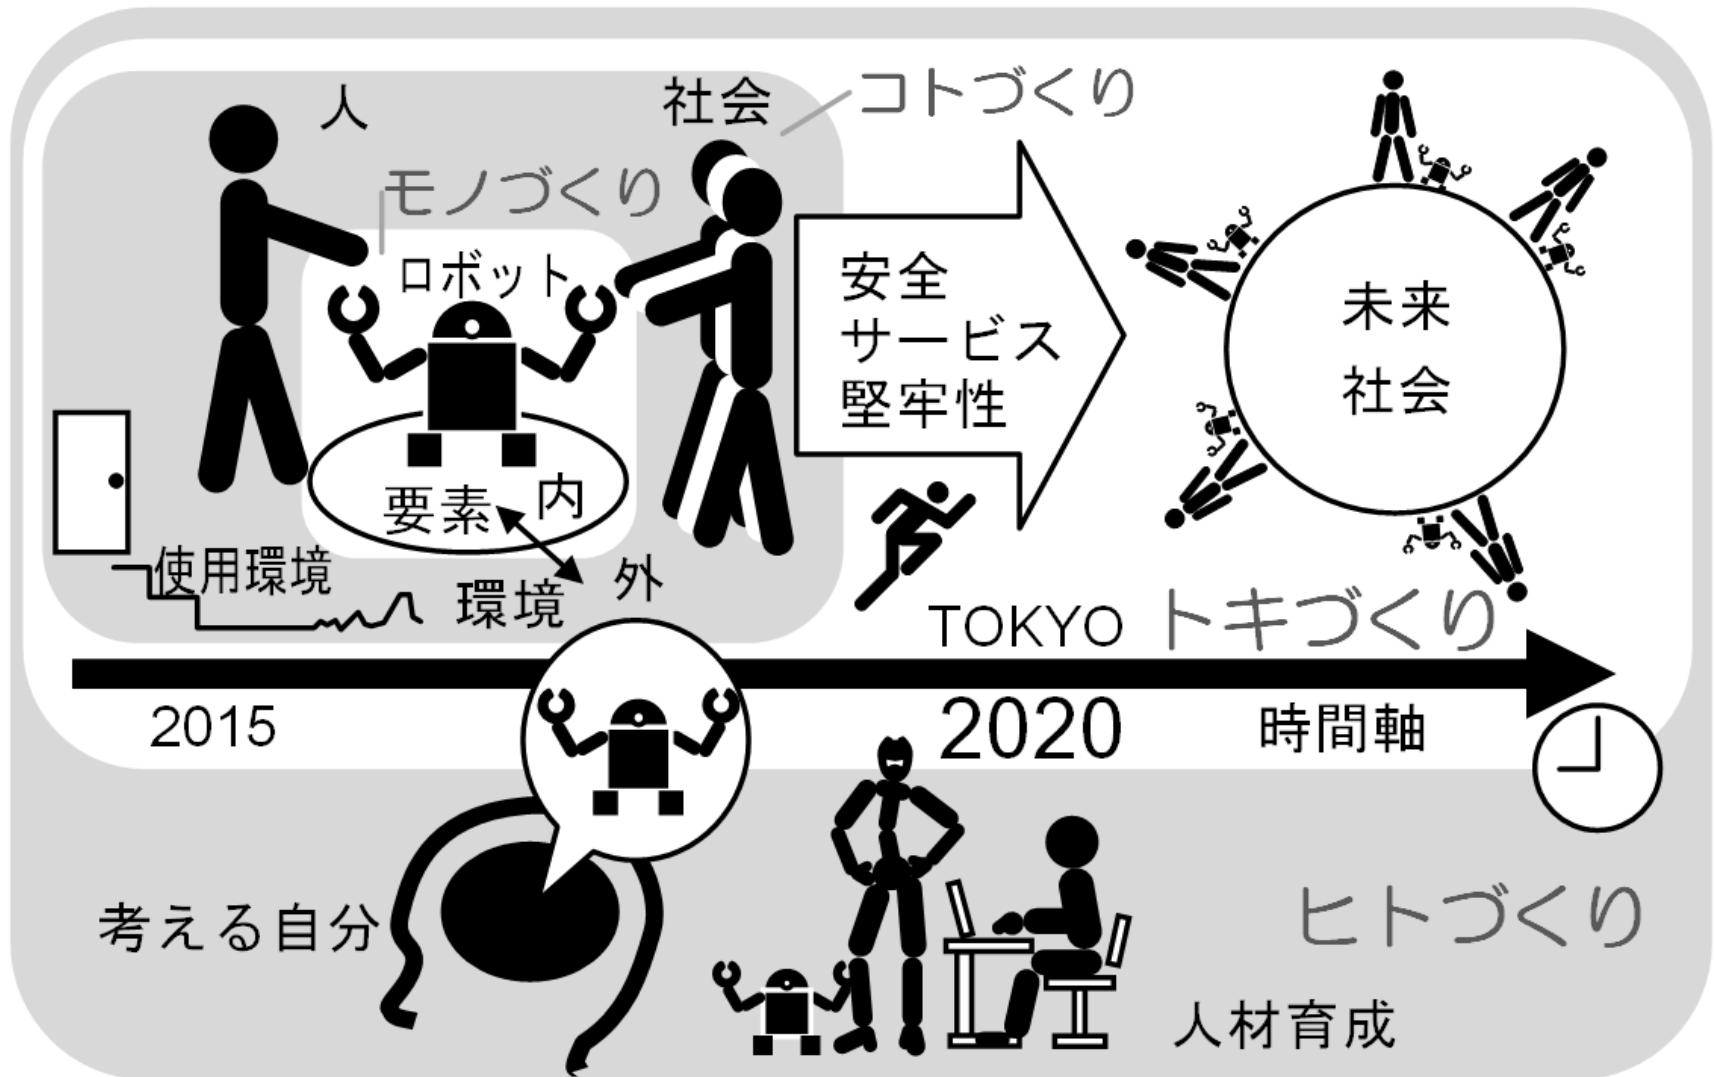 人
社会
コトづくり
モノづくり
ロボット
安全
サービス
堅牢性
未来
社会
要素
内
使用環境
環境
外
TOKYO
トキづくり
2015
2020
時間軸
考える自分
ヒトづくり
人材育成